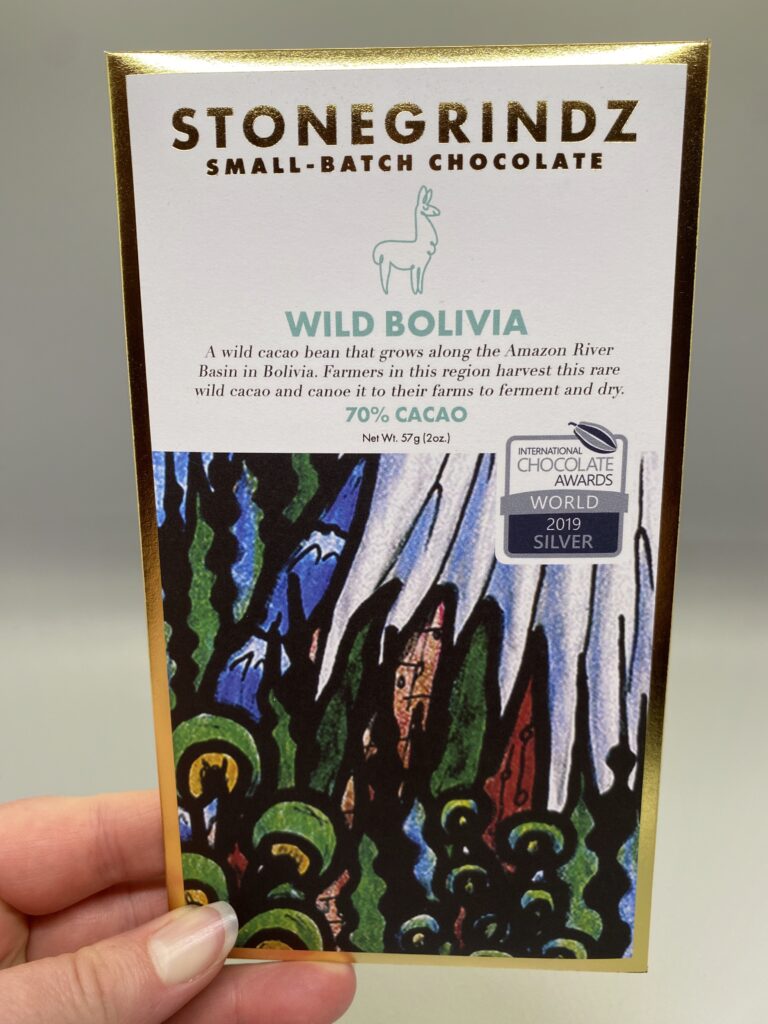 STONEGRINDZ
SMALL-BATCH CHOCOLATE
WILD BOLIVIA
A wild cacao bean that grows along the Amazon River
Basin in Bolivia. Farmers in this region harvest this rare
wild cacao and canoe it to their farms to ferment and dry.
70% CACAO
Net Wt. 57g (2oz.)
INTERNATIONAL
CHOCOLATE
AWARDS
WORLD
2019
SILVER